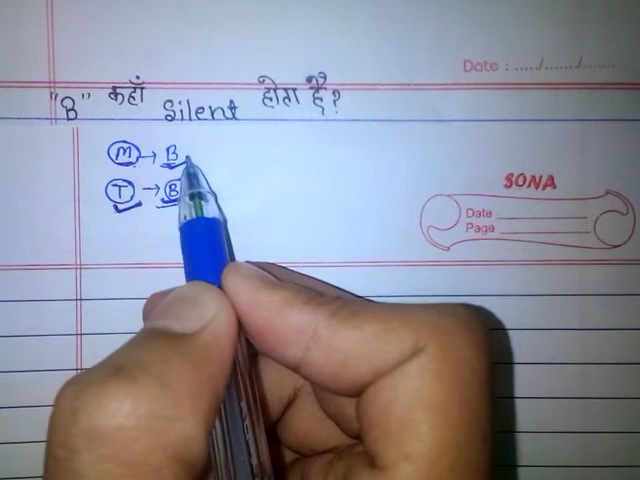 Date : ...../......./.......
"B" कहाँ Silent होता है?
M → B
T → B
SONA
Date
Page